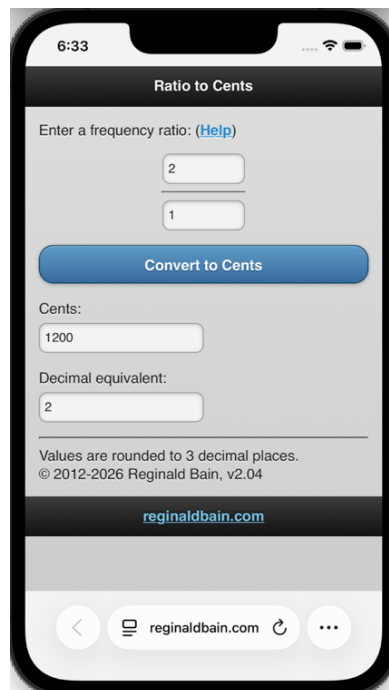 6:33
Ratio to Cents
Enter a frequency ratio: (Help)
2
1
Convert to Cents
Cents:
1200
Decimal equivalent:
2
Values are rounded to 3 decimal places.
© 2012-2026 Reginald Bain, v2.04
reginaldbain.com
reginaldbain.com